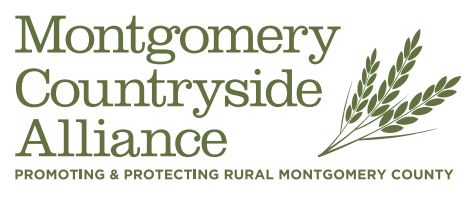 Montgomery
Countryside
Alliance
PROMOTING & PROTECTING RURAL MONTGOMERY COUNTY